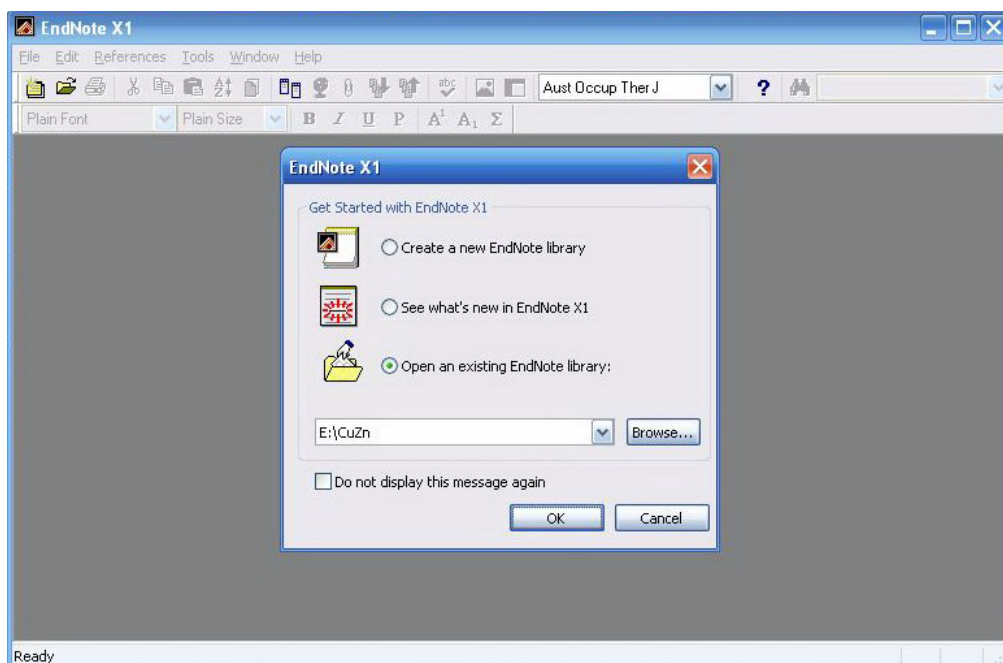 EndNote X1
File Edit References Tools Window Help
abc Aust Occup Ther J ?
Plain Font Plain Size B I U P A¹ A₁ Σ
EndNote X1
Get Started with EndNote X1
Create a new EndNote library
See what's new in EndNote X1
Open an existing EndNote library:
E:\CuZn Browse...
Do not display this message again
OK Cancel
Ready